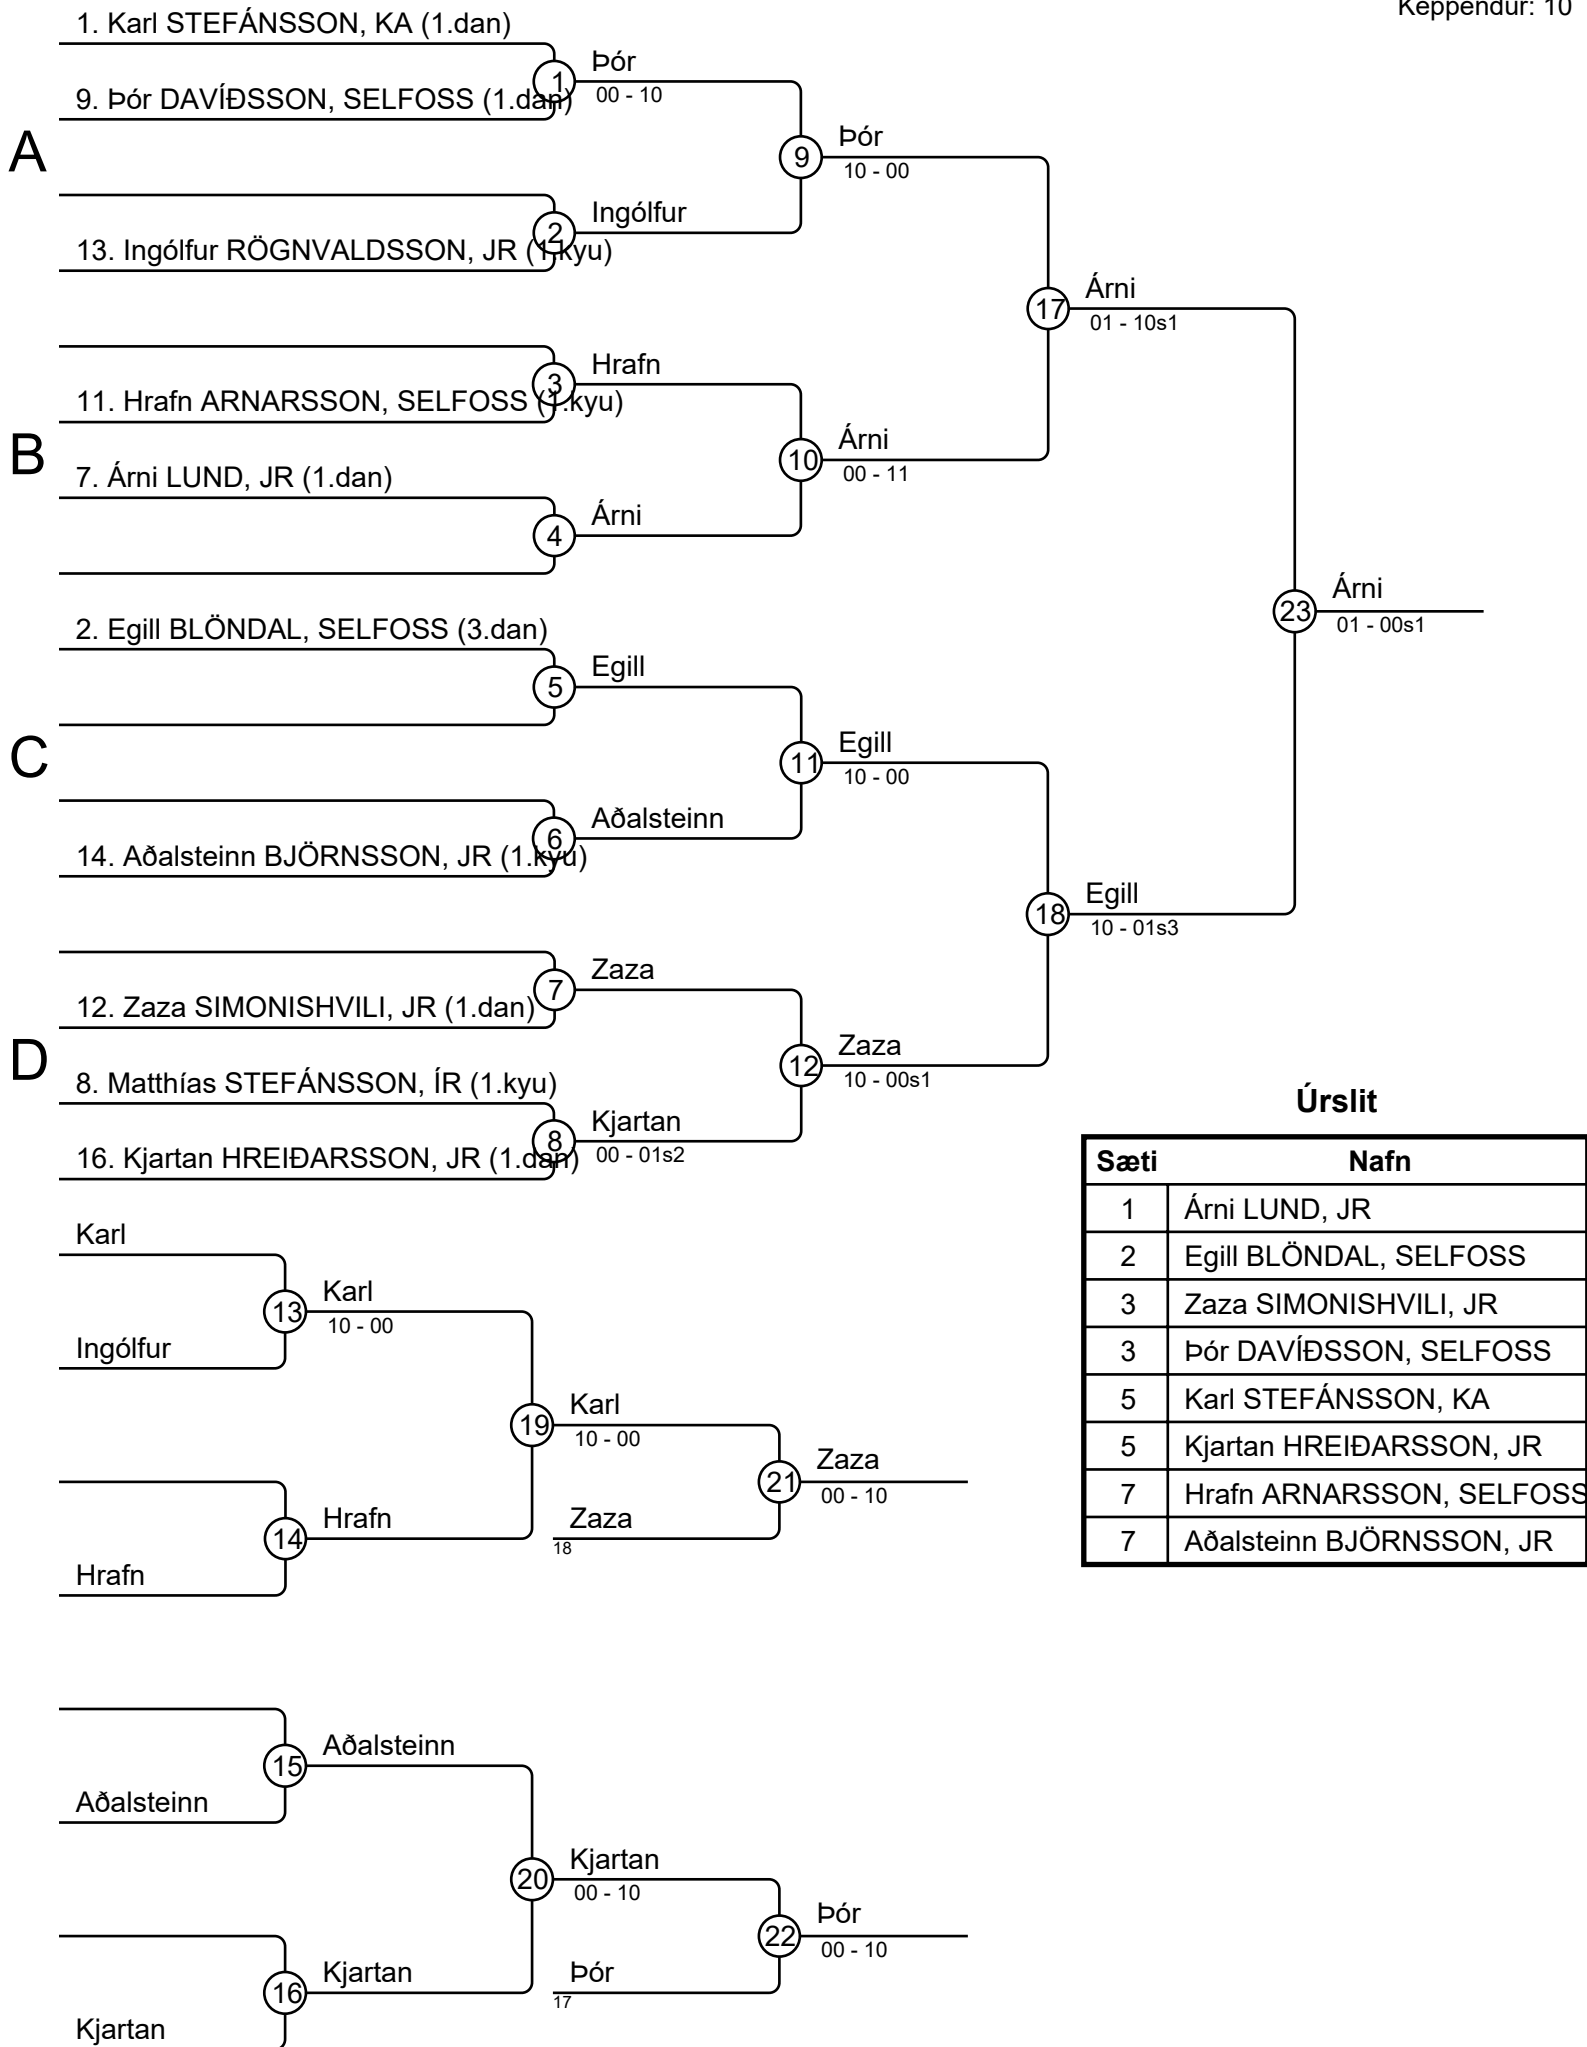 Keppendur: 10
1. Karl STEFÁNSSON, KA (1.dan)
1
Þór
00 - 10
9. Þór DAVÍÐSSON, SELFOSS (1.dan)
A
9
Þór
10 - 00
2
Ingólfur
13. Ingólfur RÖGNVALDSSON, JR (1.kyu)
17
Árni
01 - 10s1
3
Hrafn
11. Hrafn ARNARSSON, SELFOSS (1.kyu)
B
10
Árni
00 - 11
7. Árni LUND, JR (1.dan)
4
Árni
23
Árni
01 - 00s1
2. Egill BLÖNDAL, SELFOSS (3.dan)
5
Egill
C
11
Egill
10 - 00
6
Aðalsteinn
14. Aðalsteinn BJÖRNSSON, JR (1.kyu)
18
Egill
10 - 01s3
7
Zaza
12. Zaza SIMONISHVILI, JR (1.dan)
D
12
Zaza
10 - 00s1
8. Matthías STEFÁNSSON, ÍR (1.kyu)
8
Kjartan
00 - 01s2
16. Kjartan HREIÐARSSON, JR (1.dan)
Úrslit
Sæti Nafn
1 Árni LUND, JR
2 Egill BLÖNDAL, SELFOSS
3 Zaza SIMONISHVILI, JR
3 Þór DAVÍÐSSON, SELFOSS
5 Karl STEFÁNSSON, KA
5 Kjartan HREIÐARSSON, JR
7 Hrafn ARNARSSON, SELFOSS
7 Aðalsteinn BJÖRNSSON, JR
Karl
13
Karl
10 - 00
Ingólfur
19
Karl
10 - 00
21
Zaza
00 - 10
14
Hrafn
Zaza
18
Hrafn
15
Aðalsteinn
Aðalsteinn
20
Kjartan
00 - 10
22
Þór
00 - 10
16
Kjartan
Þór
17
Kjartan